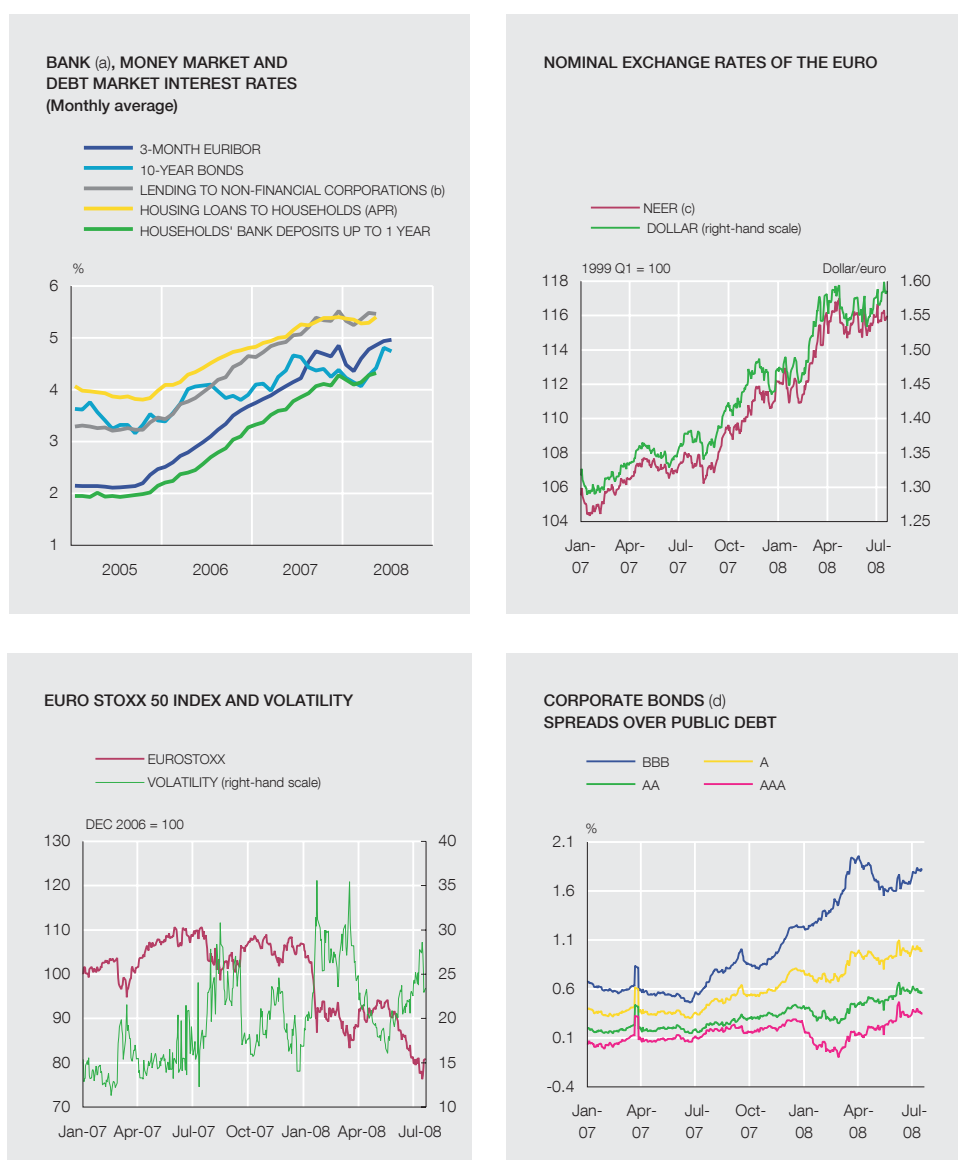 BANK (a), MONEY MARKET AND
DEBT MARKET INTEREST RATES
(Monthly average)
3-MONTH EURIBOR
10-YEAR BONDS
LENDING TO NON-FINANCIAL CORPORATIONS (b)
HOUSING LOANS TO HOUSEHOLDS (APR)
HOUSEHOLDS' BANK DEPOSITS UP TO 1 YEAR
%
6
5
4
3
2
1
2005 2006 2007 2008
NOMINAL EXCHANGE RATES OF THE EURO
NEER (c)
DOLLAR (right-hand scale)
1999 Q1 = 100 Dollar/euro
118 1.60
116 1.55
114 1.50
112 1.45
110 1.40
108 1.35
106 1.30
104 1.25
Jan- Apr- Jul- Oct- Jam- Apr- Jul-
07 07 07 07 08 08 08
EURO STOXX 50 INDEX AND VOLATILITY
EUROSTOXX
VOLATILITY (right-hand scale)
DEC 2006 = 100
130 40
120 35
110 30
100 25
90 20
80 15
70 10
Jan-07 Apr-07 Jul-07 Oct-07 Jan-08 Apr-08 Jul-08
CORPORATE BONDS (d)
SPREADS OVER PUBLIC DEBT
BBB A
AA AAA
%
2.1
1.6
1.1
0.6
0.1
-0.4
Jan- Apr- Jul- Oct- Jan- Apr- Jul-
07 07 07 07 08 08 08